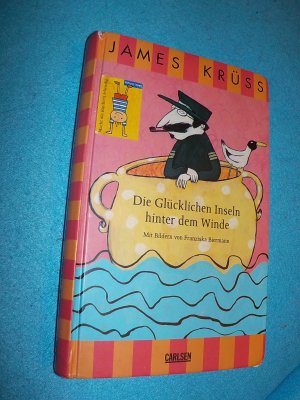 JAMES KRÜSS
Die Glücklichen Inseln
hinter dem Winde
Mit Bildern von Franziska Biermann
CARLSEN